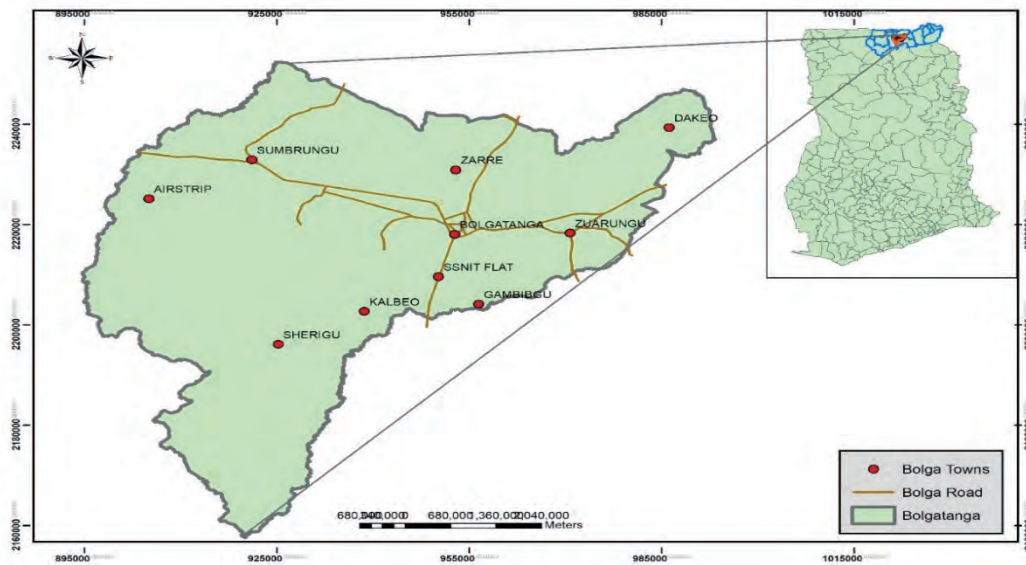 895000 925000 955000 985000 1015000
N
DAKEO
2240000
SUMBRUNGU
ZARRE
AIRSTRIP
2220000
BOLGATANGA
ZUARUNGU
SSNIT FLAT
KALBEO
GAMBIBGU
2200000
SHERIGU
2180000
Bolga Towns
Bolga Road
Bolgatanga
Meters
2160000
895000 925000 955000 985000 1015000